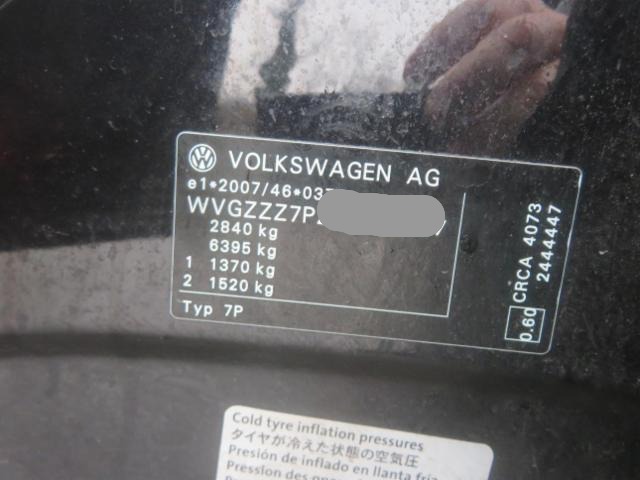 VOLKSWAGEN AG
e1*2007/46*03
WVGZZZ7P
2840 kg
6395 kg
1 1370 kg
2 1520 kg
Typ 7P
CRCA 4073
0.60 2444447
Cold tyre inflation pressures
タイヤが冷えた状態の空気圧
Presión de inflado en llanta fría
Pression des